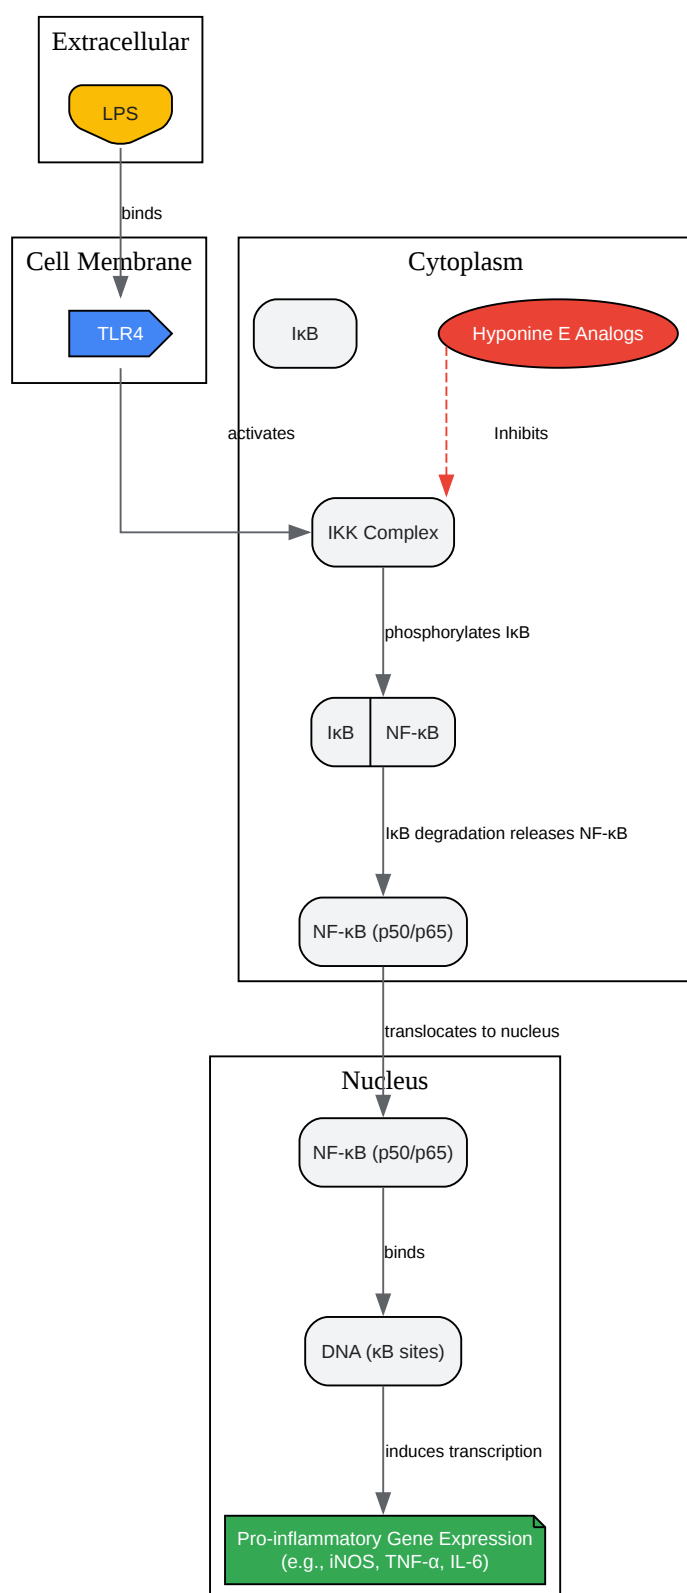 Extracellular
LPS
binds
Cell Membrane
TLR4
Cytoplasm
IκB
Hyponine E Analogs
activates
Inhibits
IKK Complex
phosphorylates IκB
IκB
NF-κB
IκB degradation releases NF-κB
NF-κB (p50/p65)
translocates to nucleus
Nucleus
NF-κB (p50/p65)
binds
DNA (κB sites)
induces transcription
Pro-inflammatory Gene Expression
(e.g., iNOS, TNF-α, IL-6)